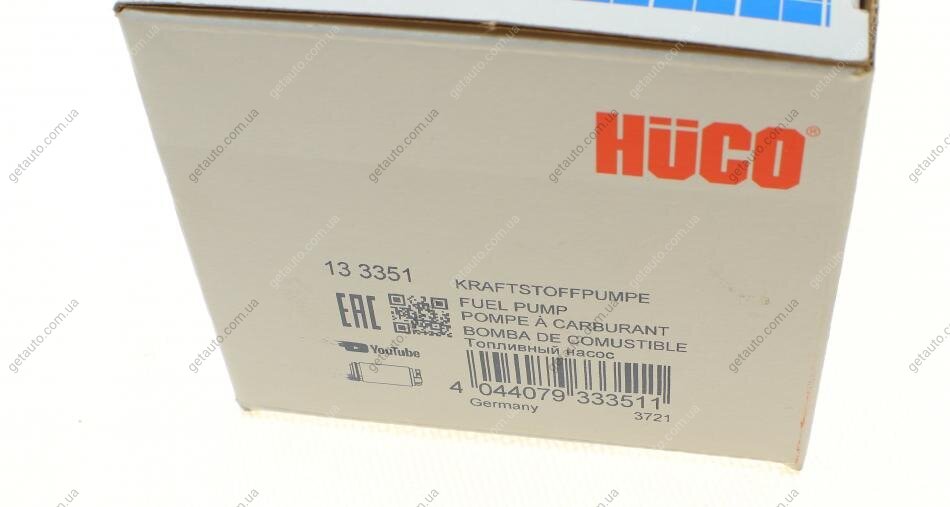 HÜCO®
13 3351
KRAFTSTOFFPUMPE
FUEL PUMP
POMPE À CARBURANT
BOMBA DE COMUSTIBLE
Топливный насос
EAC
YouTube
4 044079 333511
Germany
3721
getauto.com.ua